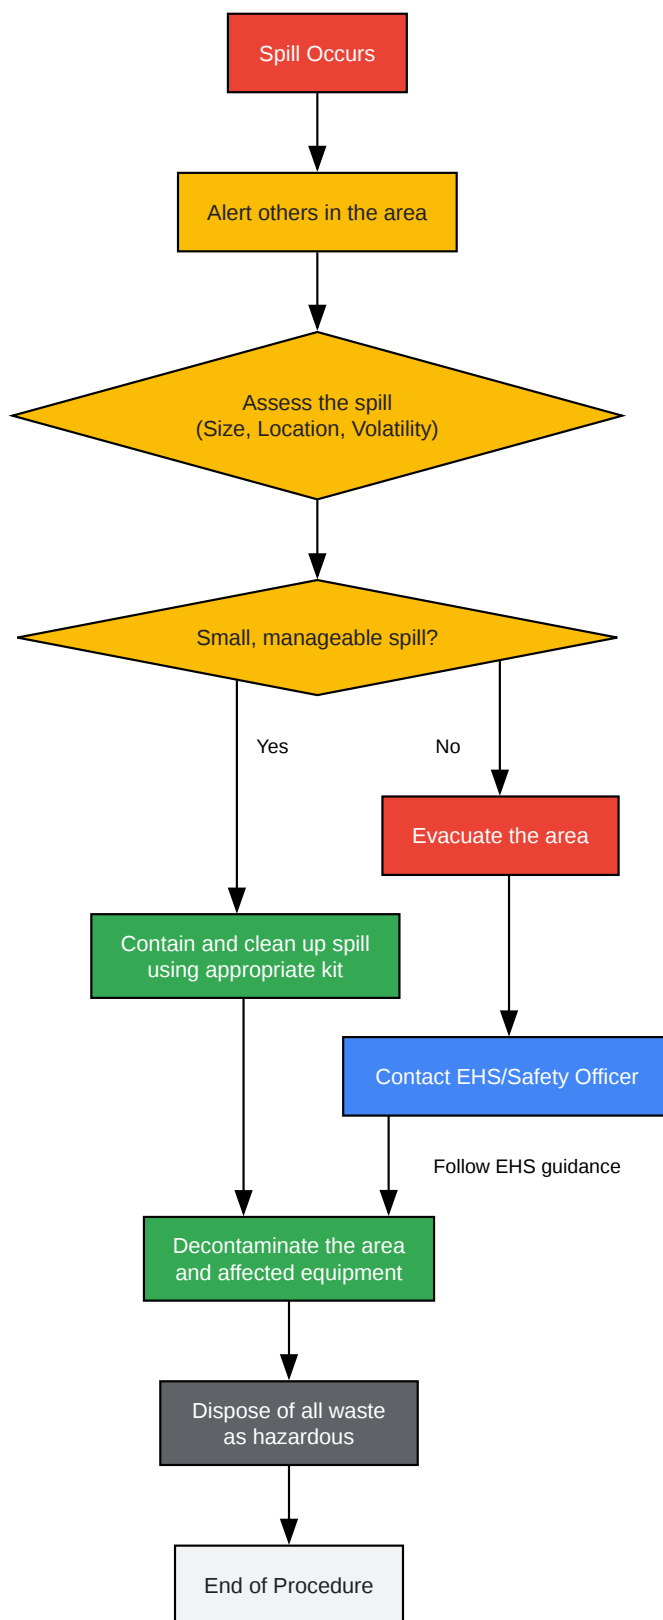 Spill Occurs
Alert others in the area
Assess the spill
(Size, Location, Volatility)
Small, manageable spill?
Yes
No
Evacuate the area
Contain and clean up spill
using appropriate kit
Contact EHS/Safety Officer
Follow EHS guidance
Decontaminate the area
and affected equipment
Dispose of all waste
as hazardous
End of Procedure